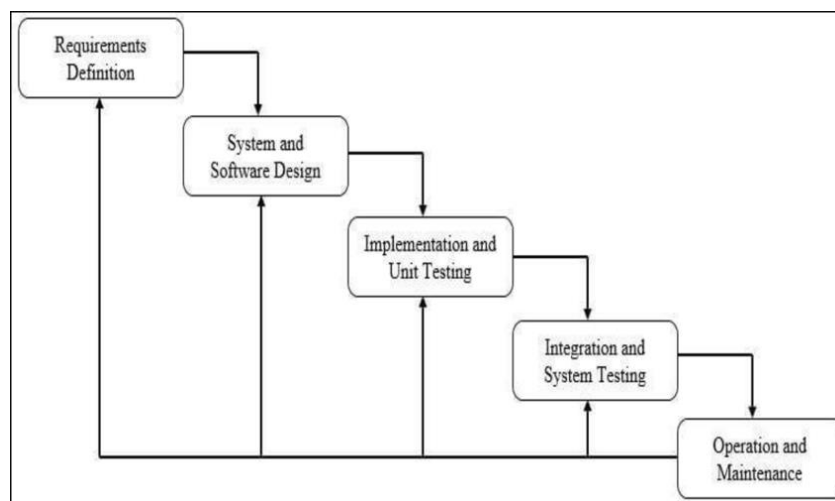 Requirements
Definition
System and
Software Design
Implementation and
Unit Testing
Integration and
System Testing
Operation and
Maintenance